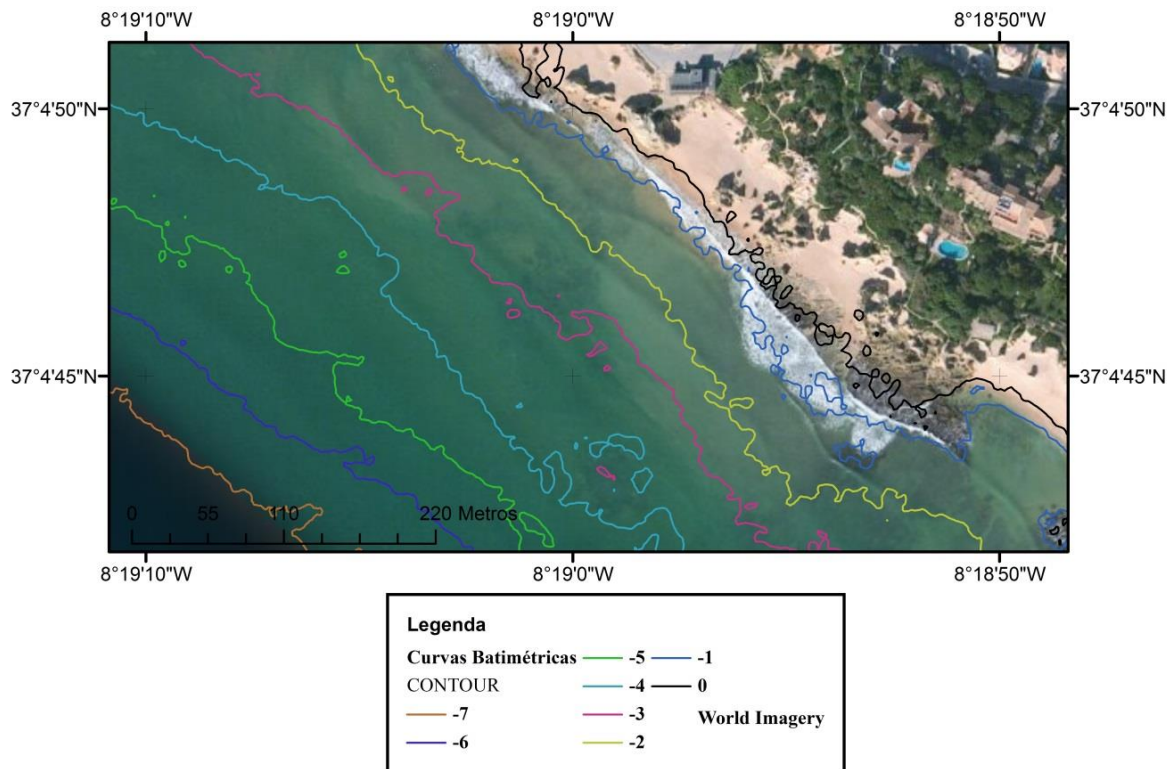 8°19'10"W 8°19'0"W 8°18'50"W
37°4'50"N 37°4'50"N
37°4'45"N 37°4'45"N
0 55 110 220 Metros
8°19'10"W 8°19'0"W 8°18'50"W
Legenda
Curvas Batimétricas -5 -1
CONTOUR -4 0
-7 -3 World Imagery
-6 -2